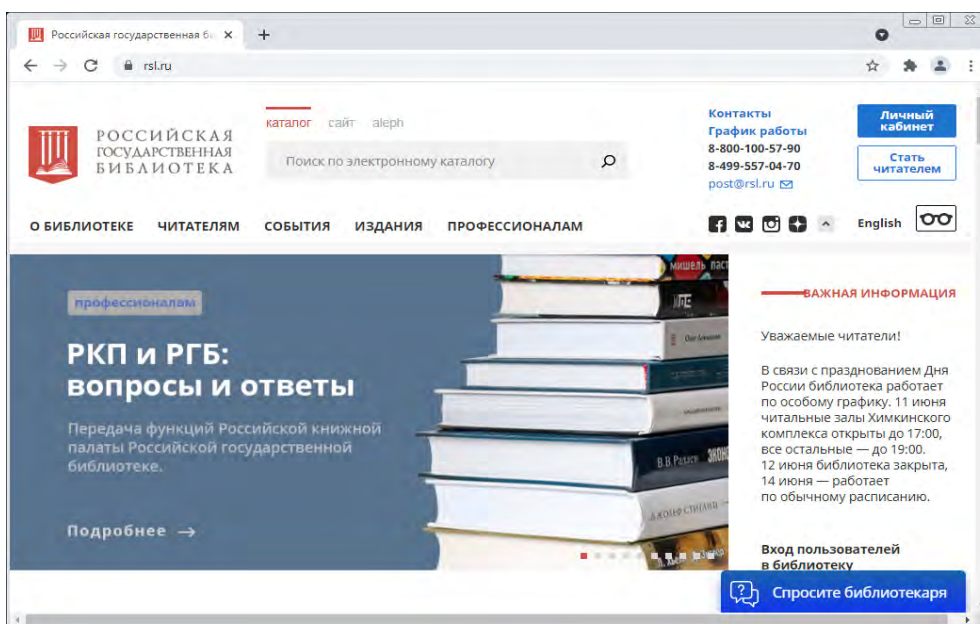 Российская государственная би
rsl.ru
РОССИЙСКАЯ
ГОСУДАРСТВЕННАЯ
БИБЛИОТЕКА
каталог сайт aleph
Поиск по электронному каталогу
Контакты
График работы
8-800-100-57-90
8-499-557-04-70
post@rsl.ru
Личный
кабинет
Стать
читателем
О БИБЛИОТЕКЕ ЧИТАТЕЛЯМ СОБЫТИЯ ИЗДАНИЯ ПРОФЕССИОНАЛАМ
English
профессионалам
РКП и РГБ:
вопросы и ответы
Передача функций Российской книжной
палаты Российской государственной
библиотеке.
Подробнее →
МИШЕЛЬ ПАСТ
ВАЖНАЯ ИНФОРМАЦИЯ
Уважаемые читатели!
В связи с празднованием Дня
России библиотека работает
по особому графику. 11 июня
читальные залы Химкинского
комплекса открыты до 17:00,
все остальные — до 19:00.
12 июня библиотека закрыта,
14 июня — работает
по обычному расписанию.
Вход пользователей
в библиотеку
Спросите библиотекаря